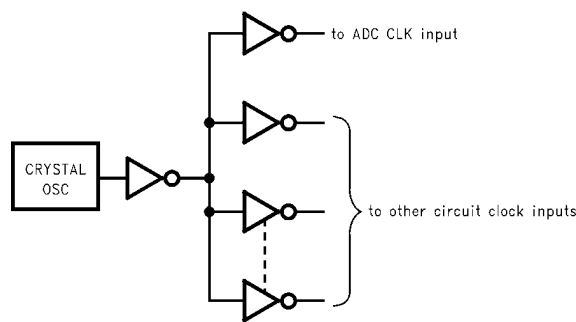 to ADC CLK input
CRYSTAL
OSC
to other circuit clock inputs